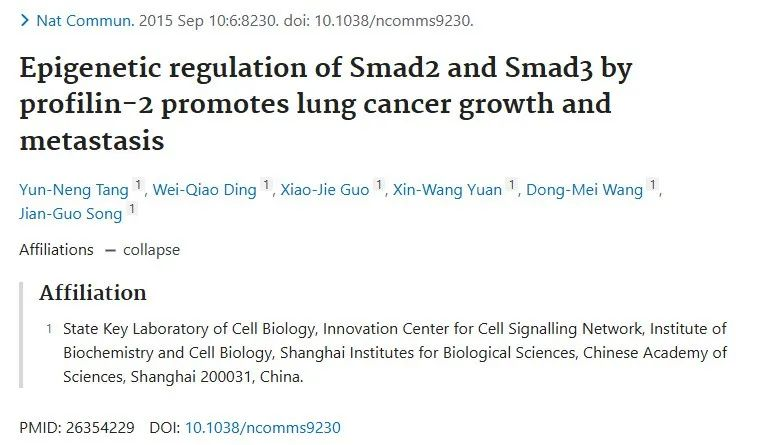 Nat Commun. 2015 Sep 10:6:8230. doi: 10.1038/ncomms9230.
Epigenetic regulation of Smad2 and Smad3 by
profilin-2 promotes lung cancer growth and
metastasis
Yun-Neng Tang 1, Wei-Qiao Ding 1, Xiao-Jie Guo 1, Xin-Wang Yuan 1, Dong-Mei Wang 1,
Jian-Guo Song 1
Affiliations — collapse
Affiliation
1 State Key Laboratory of Cell Biology, Innovation Center for Cell Signalling Network, Institute of
Biochemistry and Cell Biology, Shanghai Institutes for Biological Sciences, Chinese Academy of
Sciences, Shanghai 200031, China.
PMID: 26354229 DOI: 10.1038/ncomms9230